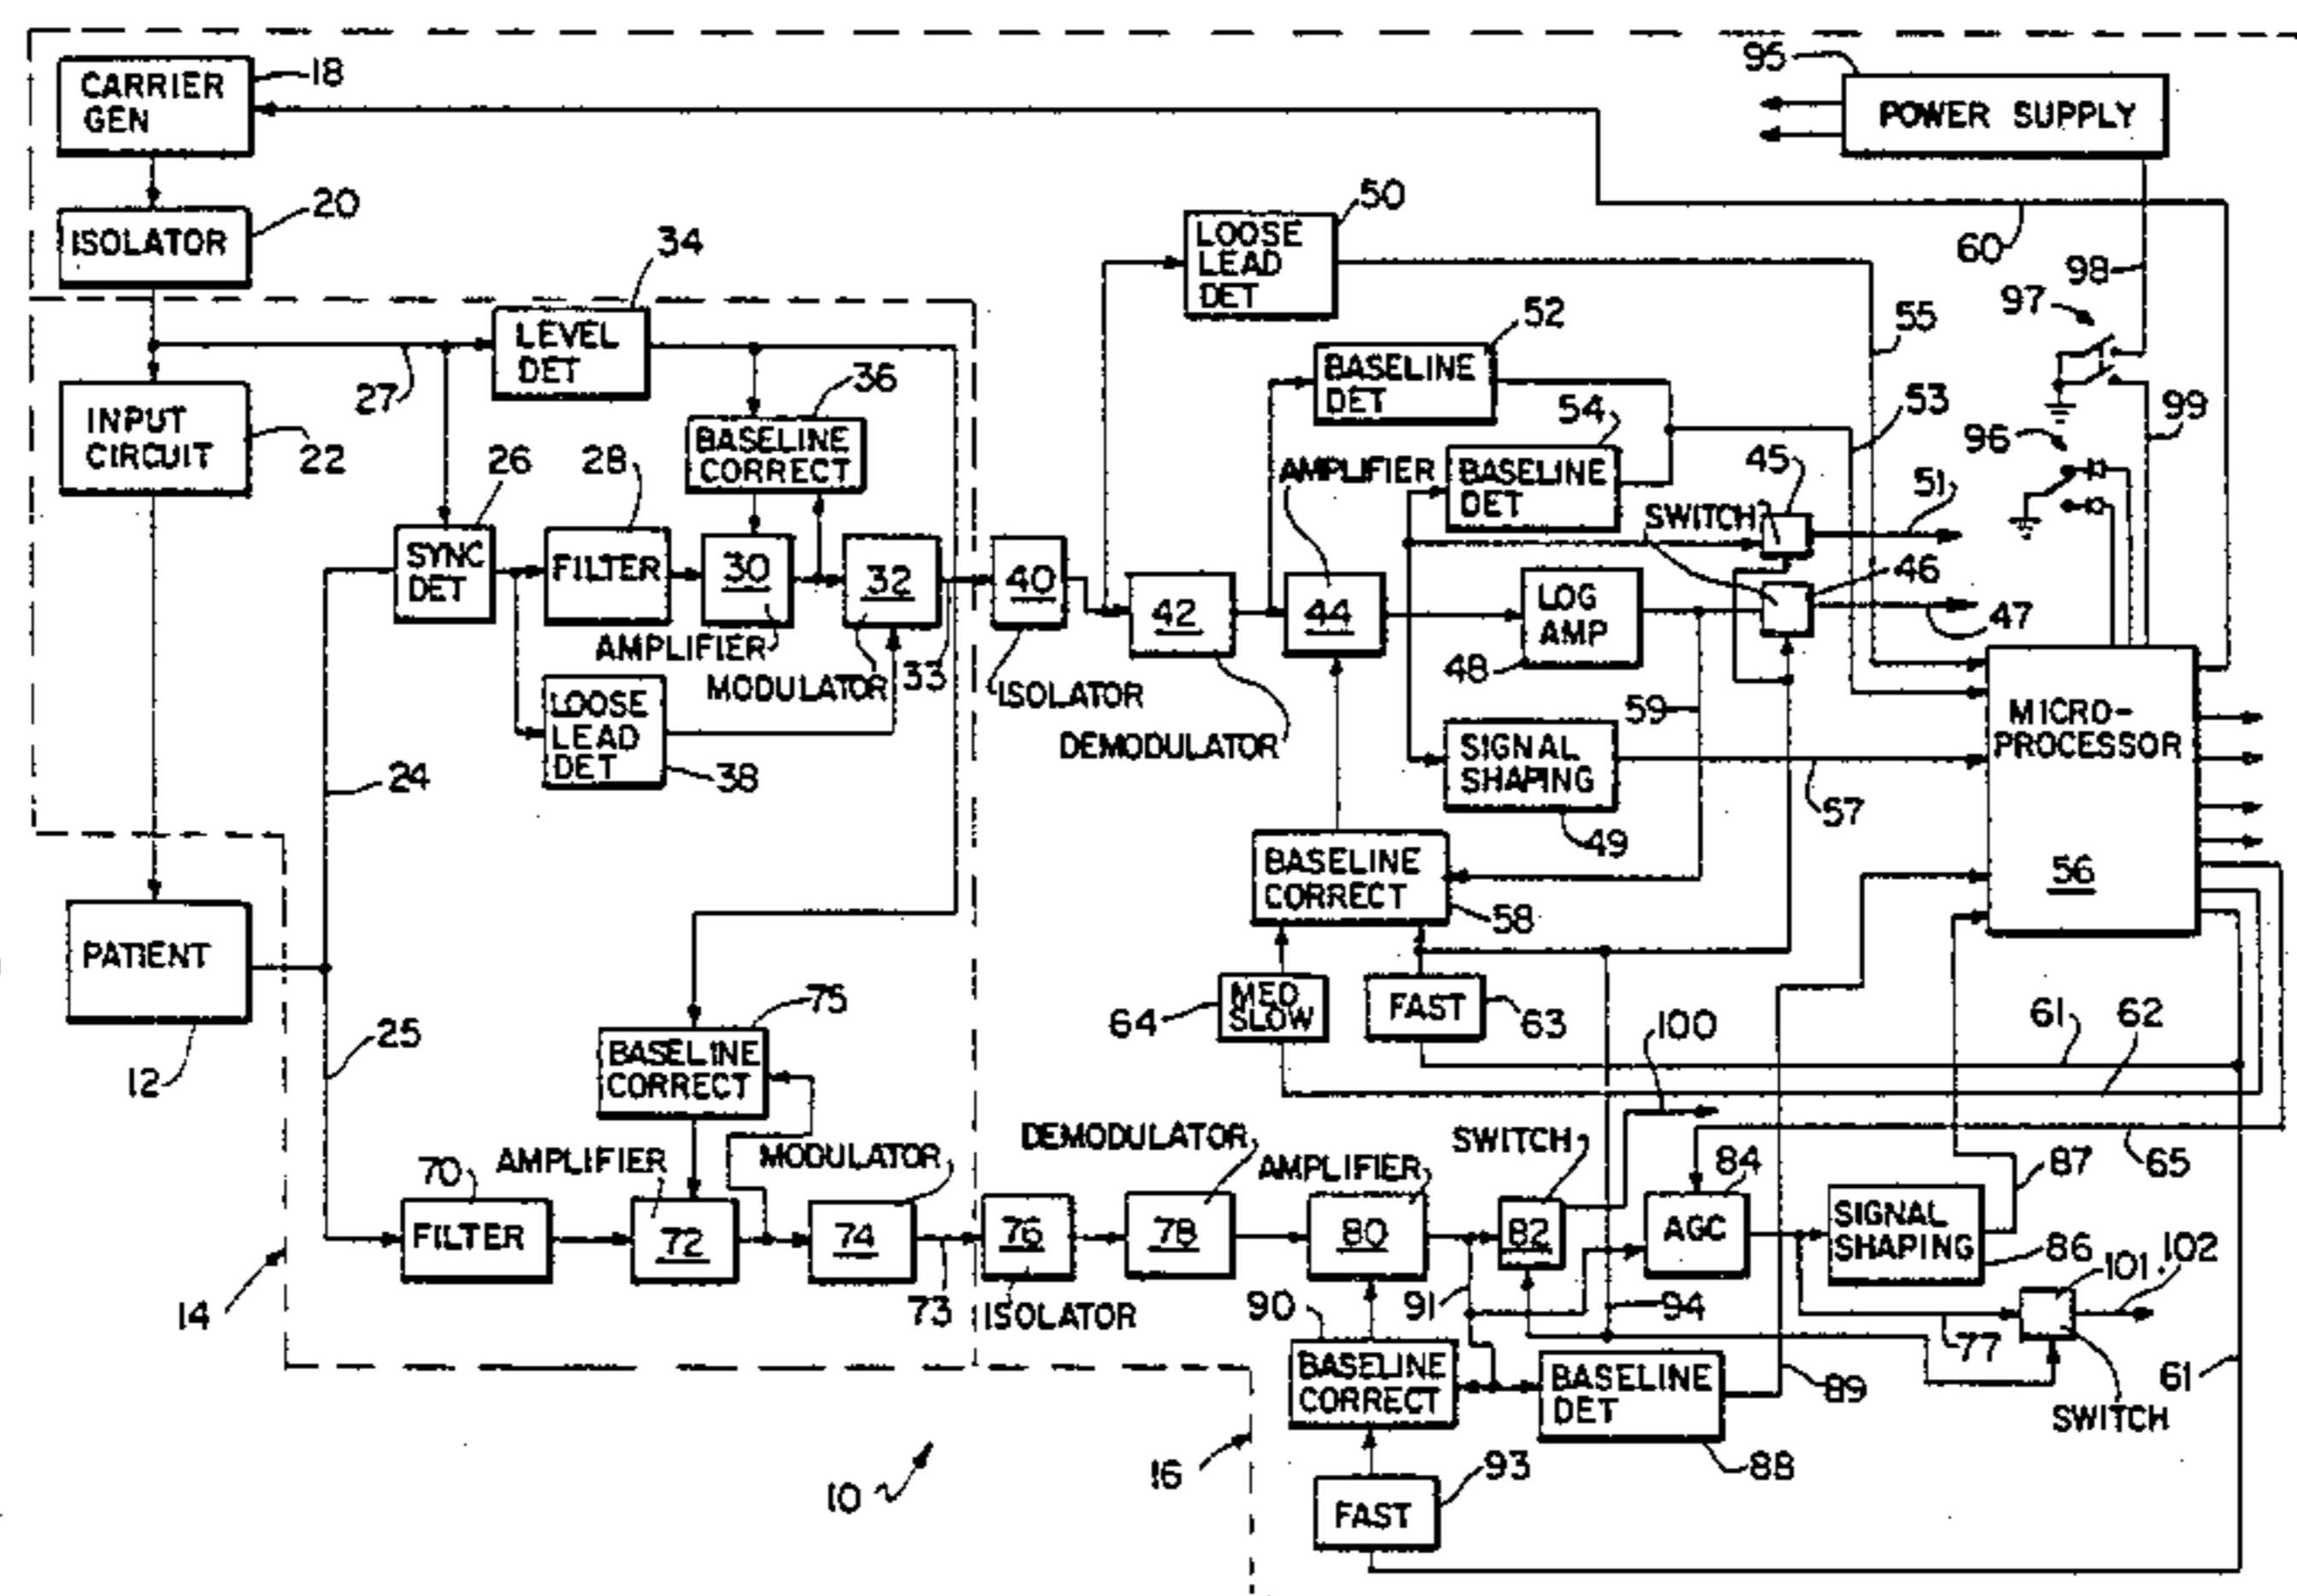 CARRIER
GEN
18
95
POWER SUPPLY
ISOLATOR
20
34
50
LOOSE
LEAD
DET
60
98
97
LEVEL
DET
27
36
52
55
BASELINE
DET
53
99
INPUT
CIRCUIT
22
BASELINE
CORRECT
54
96
26
28
AMPLIFIER
BASELINE
DET
45
51
SWITCH
SYNC
DET
FILTER
30
32
40
42
44
LOG
AMP
48
46
47
AMPLIFIER
MODULATOR
33
ISOLATOR
DEMODULATOR
LOOSE
LEAD
DET
38
24
59
SIGNAL
SHAPING
49
57
MICRO-
PROCESSOR
56
BASELINE
CORRECT
58
PATIENT
12
25
75
BASELINE
CORRECT
64
MED
SLOW
FAST
63
100
61
62
DEMODULATOR
SWITCH
AMPLIFIER
MODULATOR
84
87
65
70
AMPLIFIER
FILTER
72
74
76
78
80
82
AGC
SIGNAL
SHAPING
86
101
102
14
73
ISOLATOR
90
91
94
77
BASELINE
CORRECT
BASELINE
DET
89
61
SWITCH
10
16
93
88
FAST